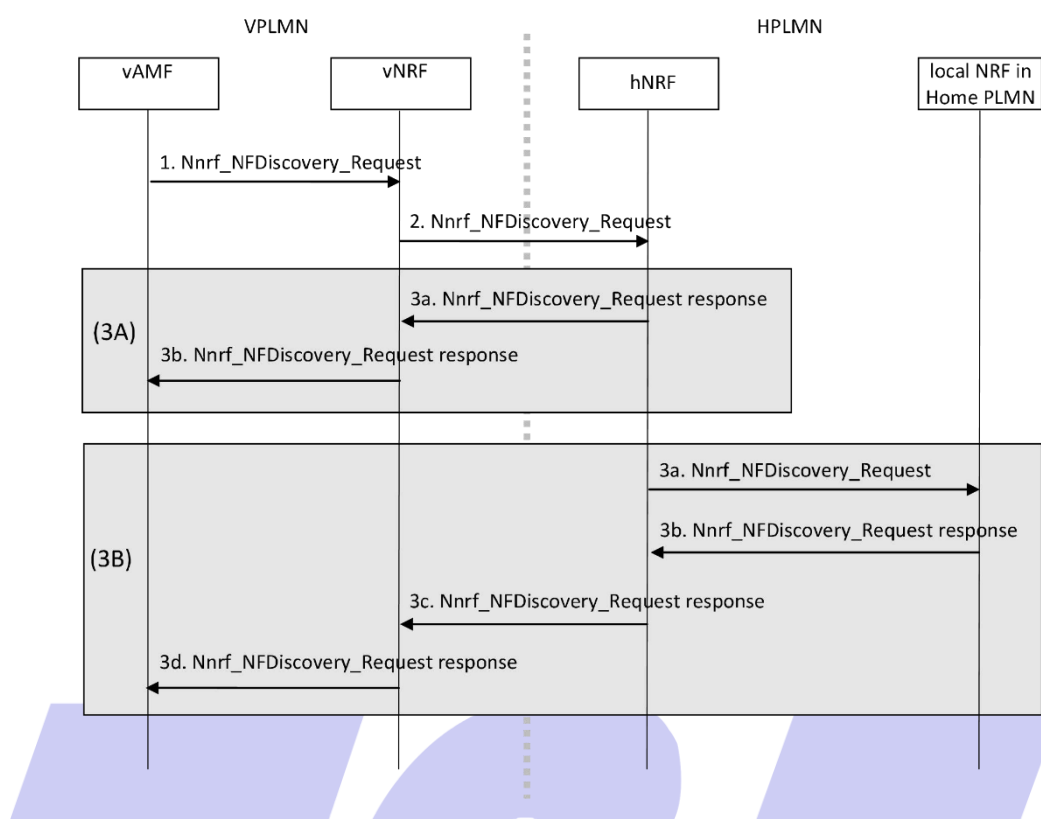 VPLMN
HPLMN
vAMF
vNRF
hNRF
local NRF in
Home PLMN
1. Nnrf_NFDiscovery_Request
2. Nnrf_NFDiscovery_Request
(3A)
3a. Nnrf_NFDiscovery_Request response
3b. Nnrf_NFDiscovery_Request response
(3B)
3a. Nnrf_NFDiscovery_Request
3b. Nnrf_NFDiscovery_Request response
3c. Nnrf_NFDiscovery_Request response
3d. Nnrf_NFDiscovery_Request response